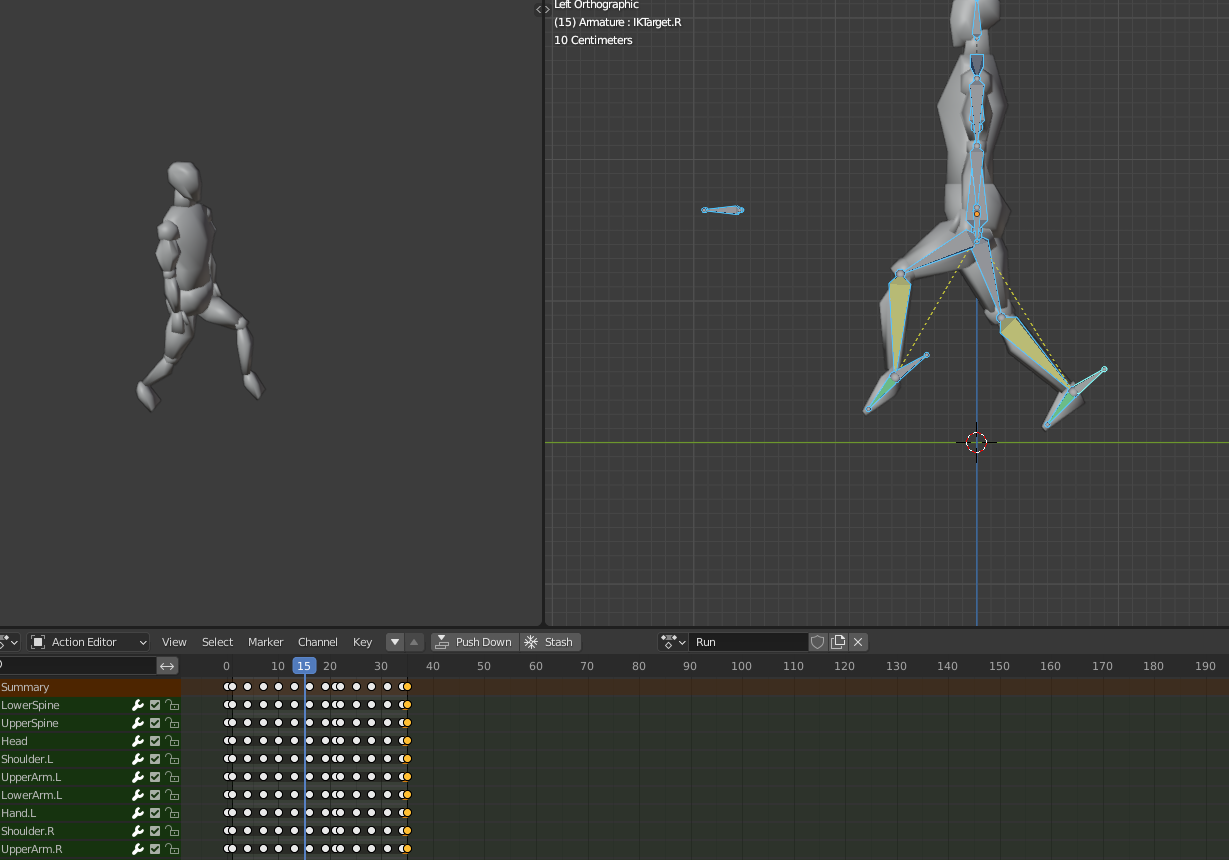 Left Orthographic
(15) Armature : IKTarget.R
10 Centimeters
Action Editor View Select Marker Channel Key Push Down Stash Run
0 10 15 20 30 40 50 60 70 80 90 100 110 120 130 140 150 160 170 180 190
Summary
LowerSpine
UpperSpine
Head
Shoulder.L
UpperArm.L
LowerArm.L
Hand.L
Shoulder.R
UpperArm.R